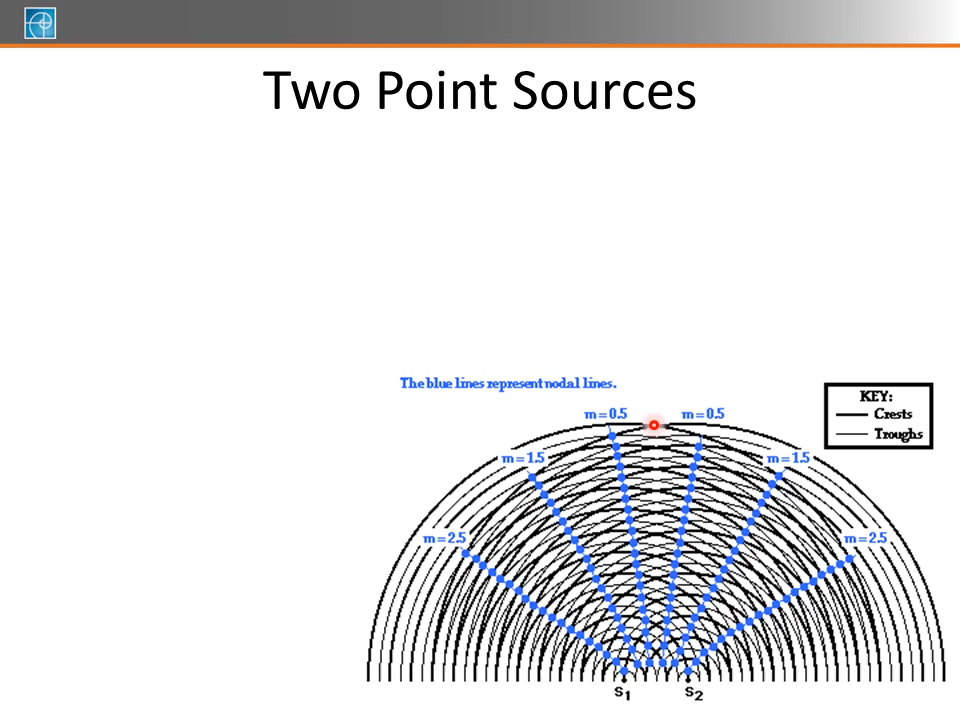 Two Point Sources
The blue lines represent nodal lines.
KEY:
Crests
Troughs
m=0.5
m=0.5
m=1.5
m=1.5
m=2.5
m=2.5
S1
S2